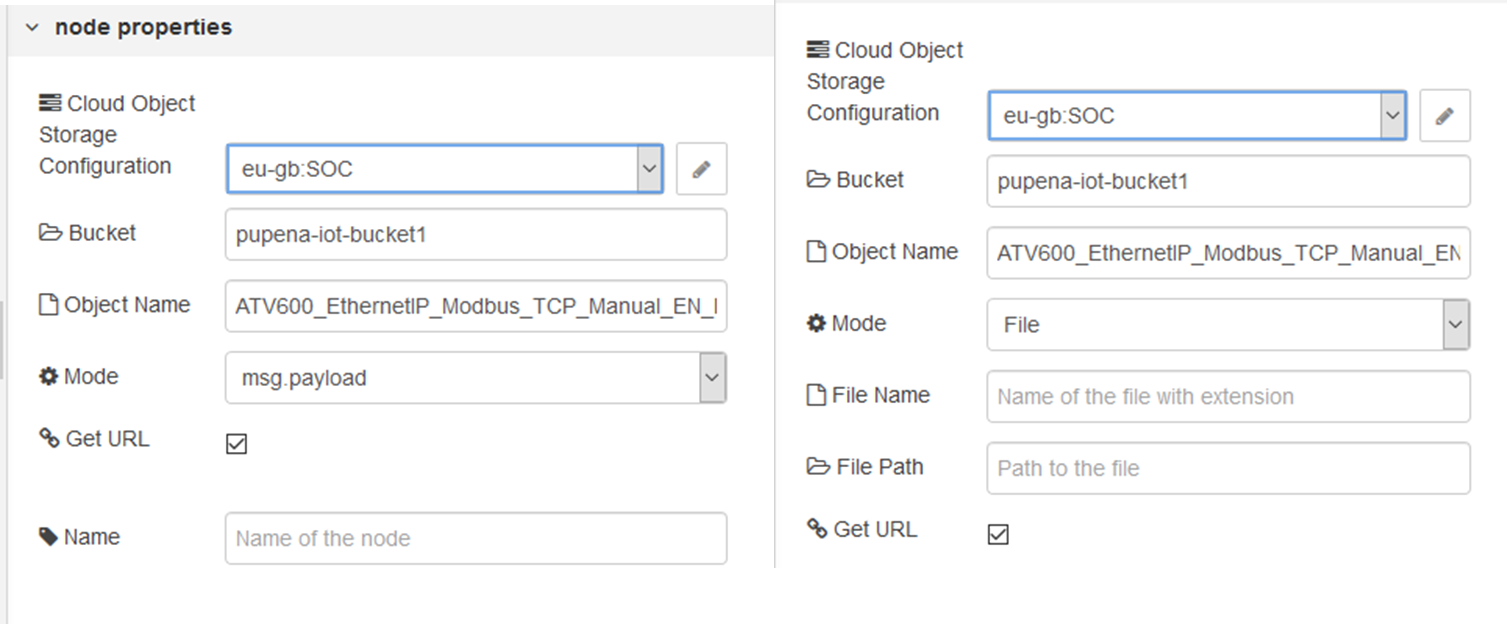 node properties
Cloud Object
Storage
Configuration
eu-gb:SOC
Bucket
pupena-iot-bucket1
Object Name
ATV600_EthernetIP_Modbus_TCP_Manual_EN_
Mode
msg.payload
Get URL
Name
Name of the node
Cloud Object
Storage
Configuration
eu-gb:SOC
Bucket
pupena-iot-bucket1
Object Name
ATV600_EthernetIP_Modbus_TCP_Manual_EN
Mode
File
File Name
Name of the file with extension
File Path
Path to the file
Get URL